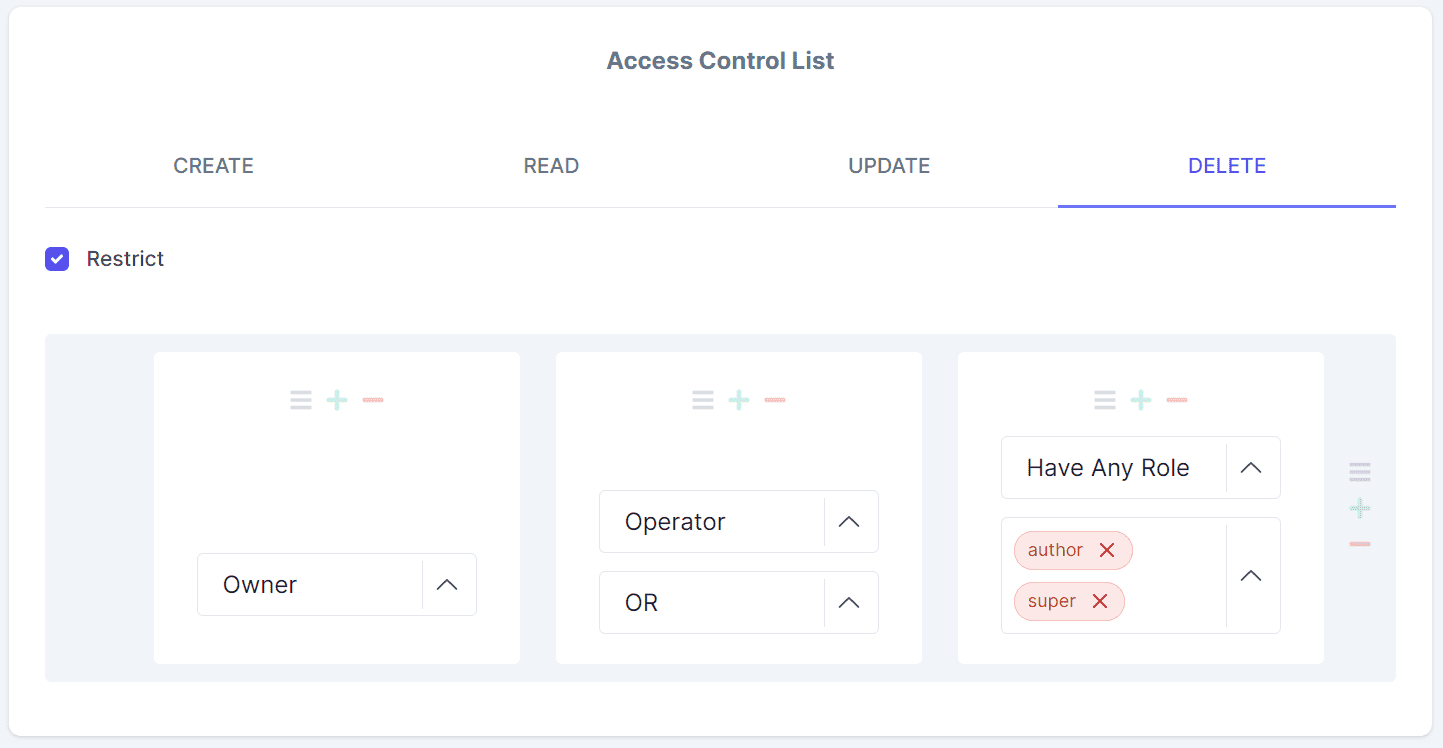 Access Control List
CREATE READ UPDATE DELETE
Restrict
Owner
Operator
OR
Have Any Role
author
super